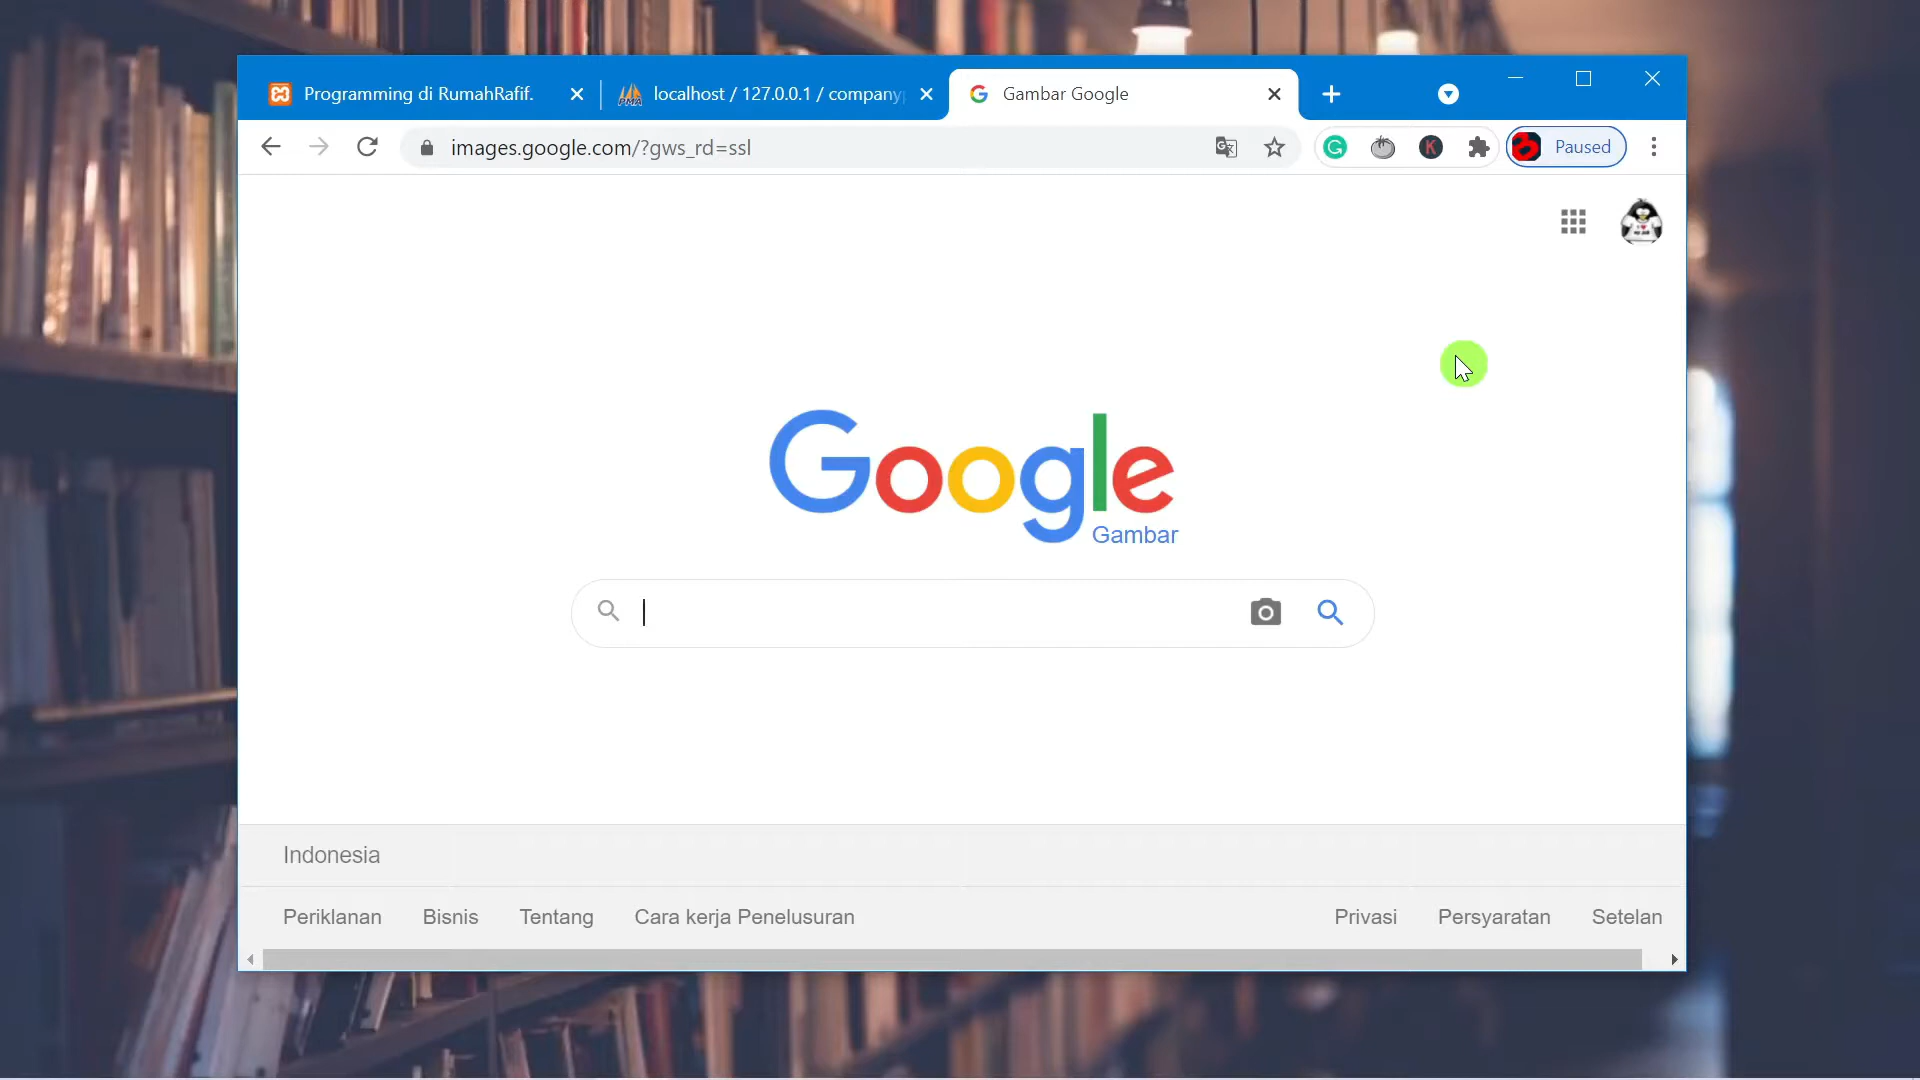 Programming di RumahRafif.
localhost / 127.0.0.1 / company
Gambar Google
images.google.com/?gws_rd=ssl
Paused
Google
Gambar
Indonesia
Periklanan Bisnis Tentang Cara kerja Penelusuran Privasi Persyaratan Setelan